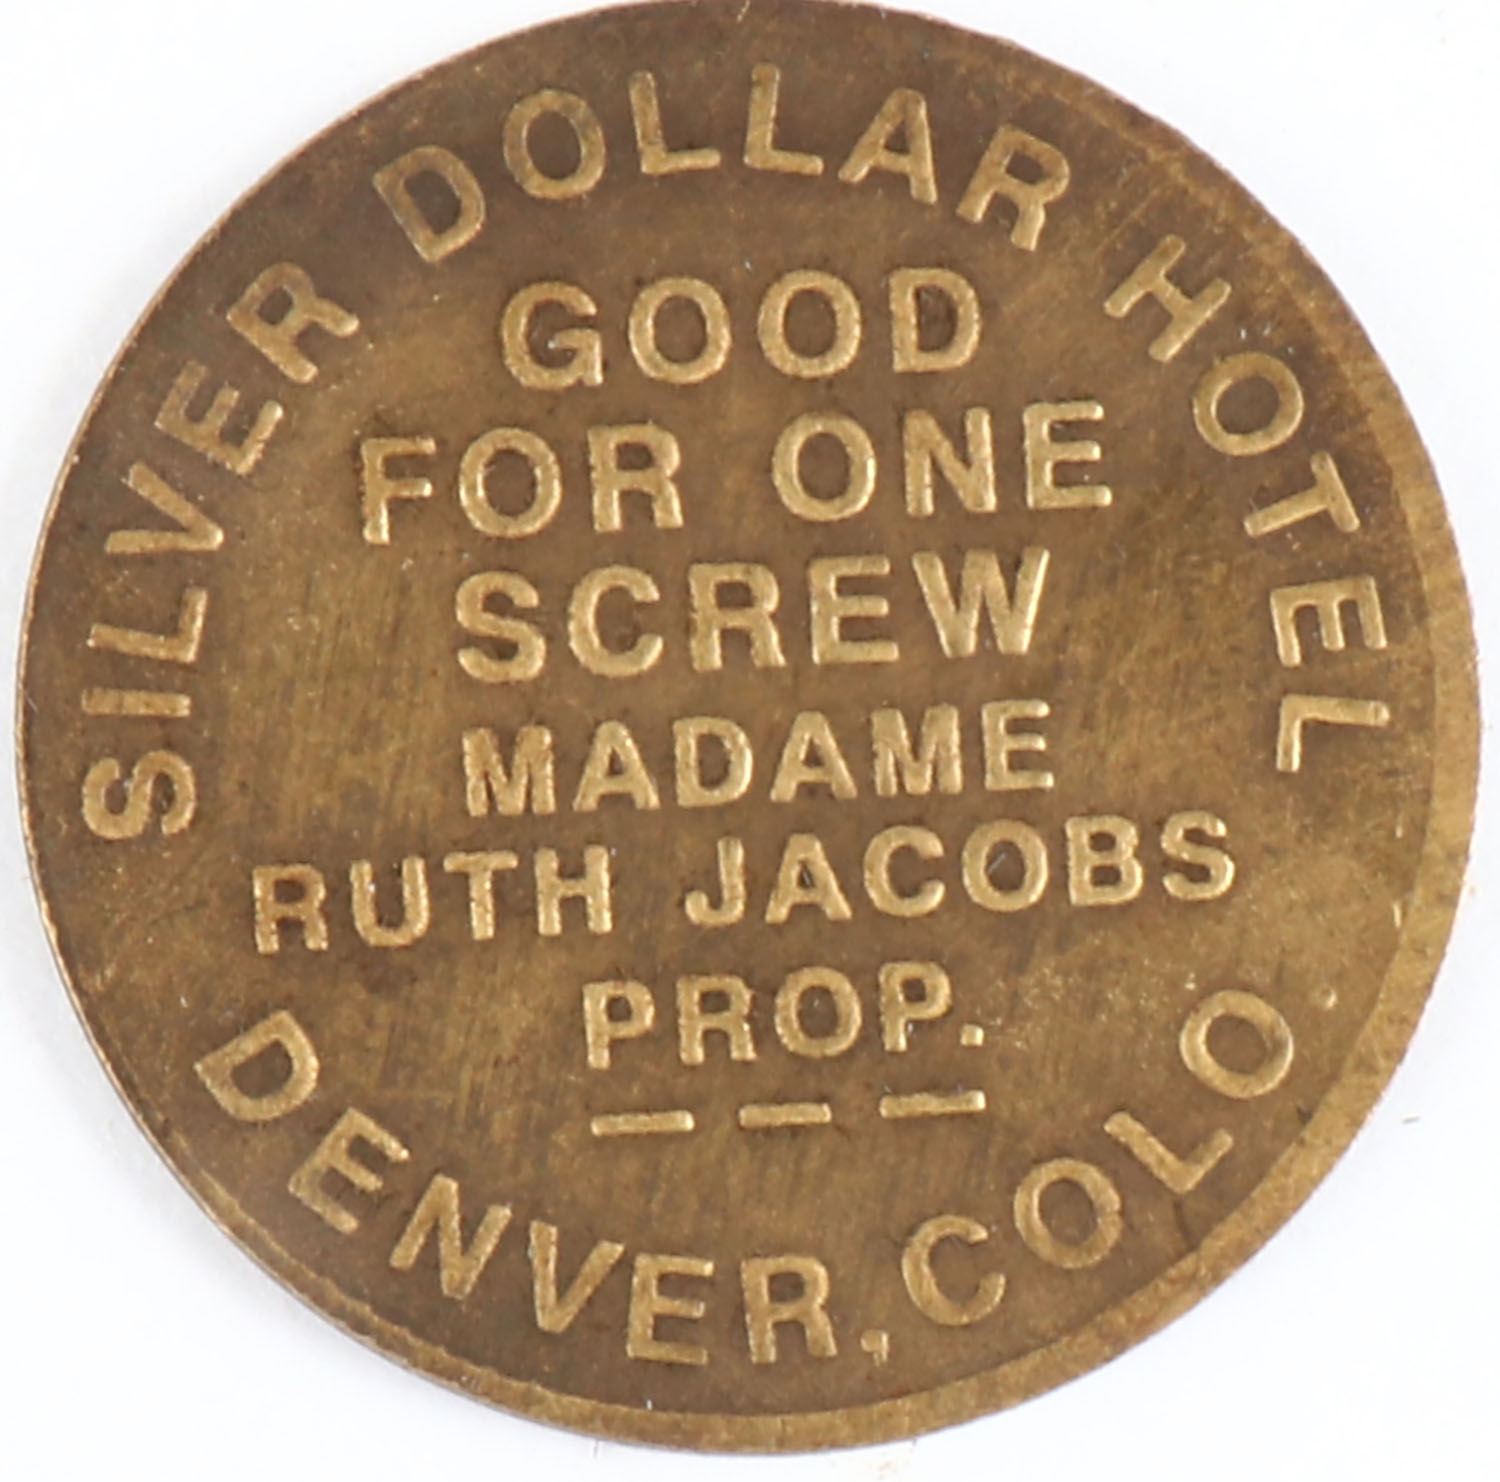 SILVER DOLLAR HOTEL
GOOD
FOR ONE
SCREW
MADAME
RUTH JACOBS
PROP.
DENVER, COLO